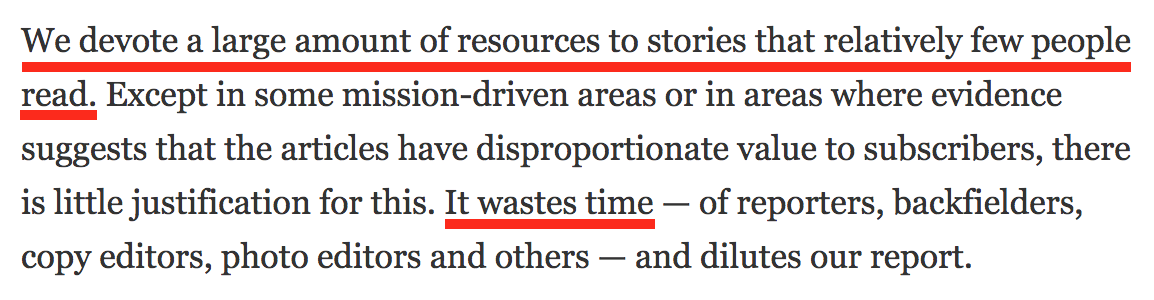 We devote a large amount of resources to stories that relatively few people
read. Except in some mission-driven areas or in areas where evidence
suggests that the articles have disproportionate value to subscribers, there
is little justification for this. It wastes time — of reporters, backfielders,
copy editors, photo editors and others — and dilutes our report.